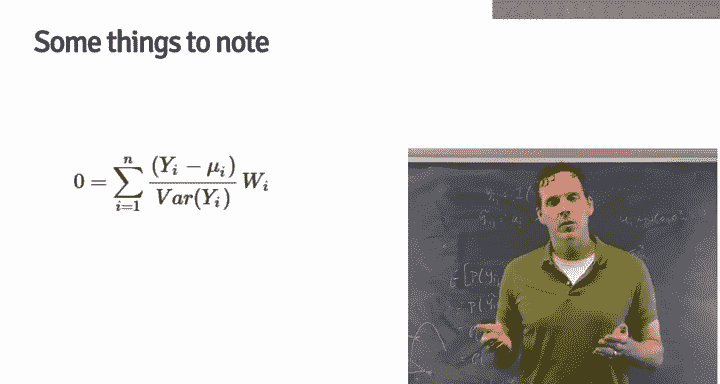 Some things to note
0 = \sum_{i=1}^{n} \frac{(Y_i - \mu_i)}{Var(Y_i)} W_i